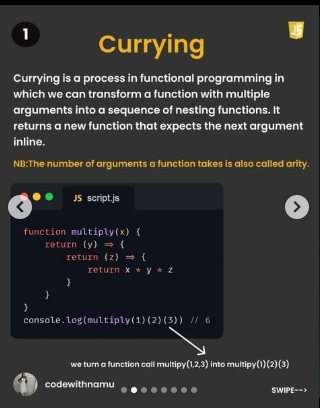 1
JS
Currying
Currying is a process in functional programming in
which we can transform a function with multiple
arguments into a sequence of nesting functions. It
returns a new function that expects the next argument
inline.
NB:The number of arguments a function takes is also called arity.
JS script.js
function multiply(x) {
return (y) ⇒ {
return (z) ⇒ {
return x * y * z
}
}
}
console.log(multiply(1)(2)(3)) // 6
we turn a function call multipy(1,2,3) into multipy(1)(2)(3)
codewithnamu
SWIPE-->